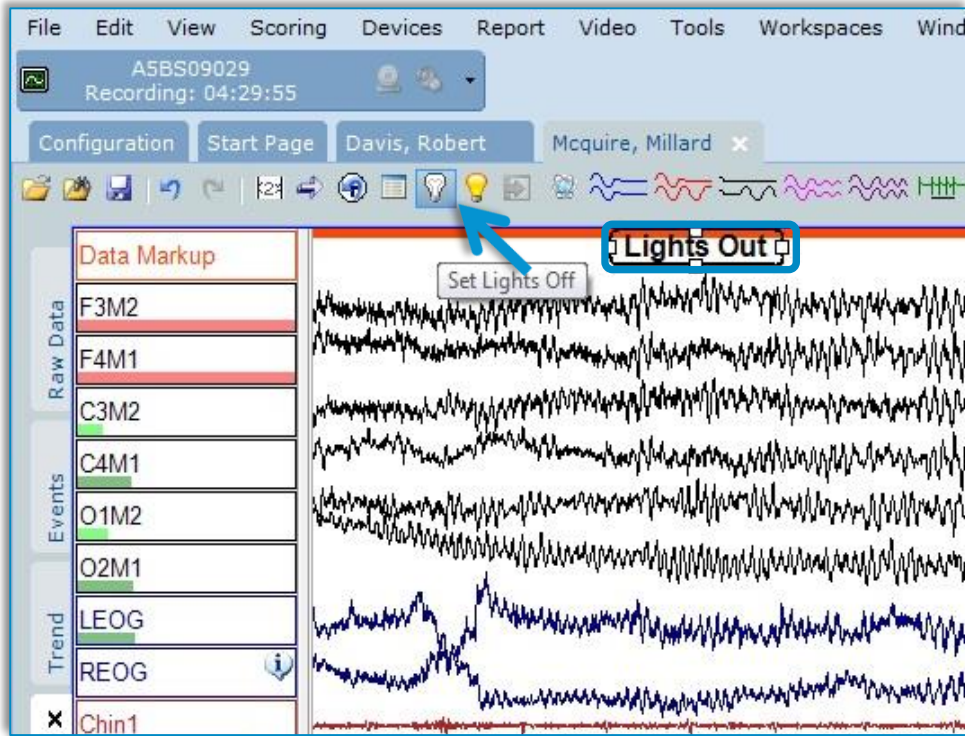 File Edit View Scoring Devices Report Video Tools Workspaces Wind
A5BS09029
Recording: 04:29:55
Configuration Start Page Davis, Robert Mcquire, Millard
Lights Out
Set Lights Off
Data Markup
F3M2
F4M1
C3M2
C4M1
O1M2
O2M1
LEOG
REOG
Chin1
Raw Data
Events
Trend